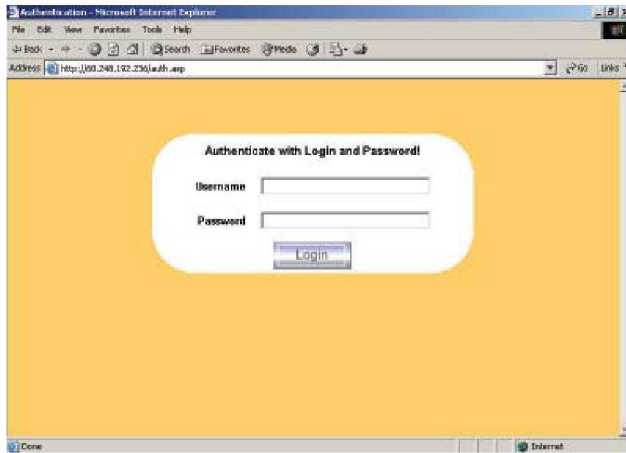 Authentication - Microsoft Internet Explorer
File Edit View Favorites Tools Help
Back Search Favorites Media
Address http://60.248.192.236/auth.asp Go Links
Authenticate with Login and Password!
Username
Password
Login
Done Internet